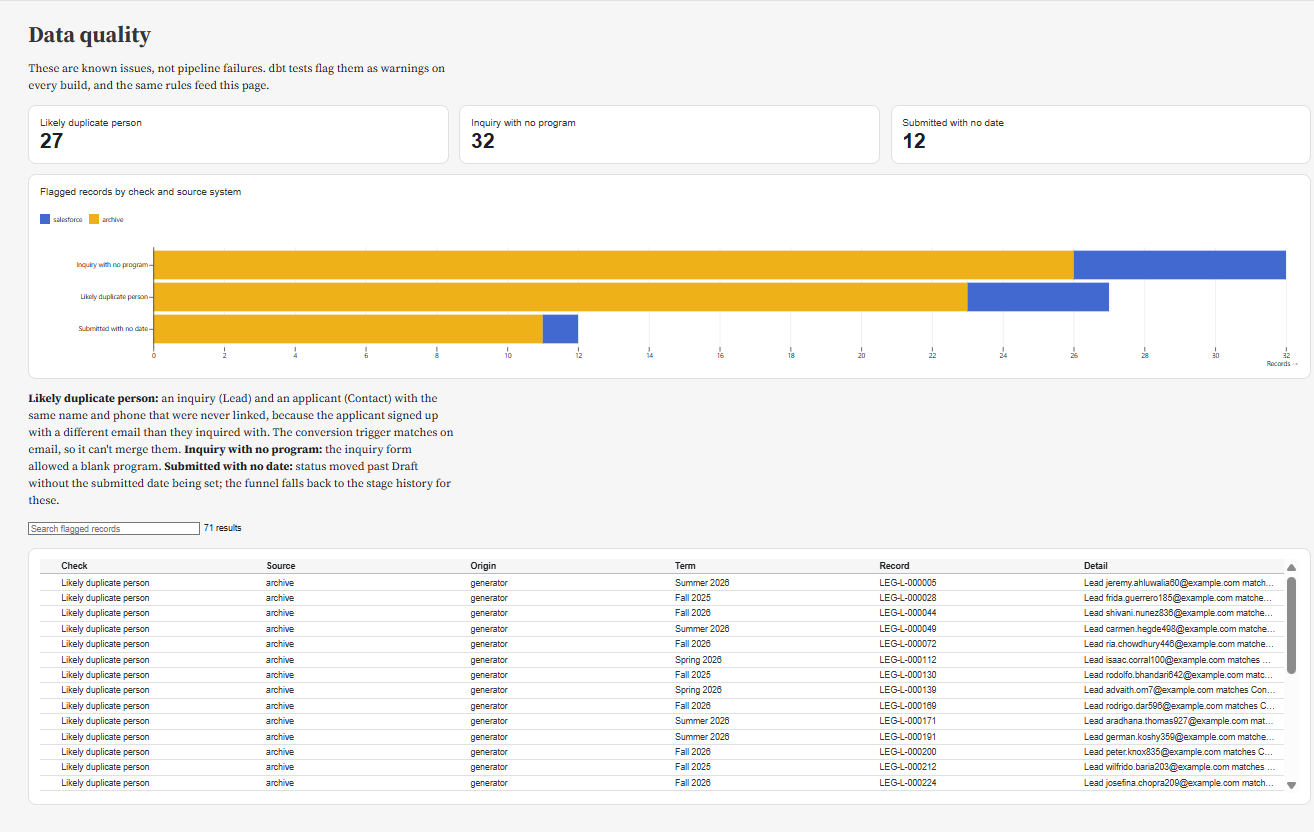 Data quality
These are known issues, not pipeline failures. dbt tests flag them as warnings on
every build, and the same rules feed this page.
Likely duplicate person
27
Inquiry with no program
32
Submitted with no date
12
Flagged records by check and source system
salesforce archive
Inquiry with no program
Likely duplicate person
Submitted with no date
0 2 4 6 8 10 12 14 16 18 20 22 24 26 28 30 32
Records →
Likely duplicate person: an inquiry (Lead) and an applicant (Contact) with the
same name and phone that were never linked, because the applicant signed up
with a different email than they inquired with. The conversion trigger matches on
email, so it can't merge them. Inquiry with no program: the inquiry form
allowed a blank program. Submitted with no date: status moved past Draft
without the submitted date being set; the funnel falls back to the stage history for
these.
Search flagged records 71 results
Check Source Origin Term Record Detail
Likely duplicate person archive generator Summer 2026 LEG-L-000005 Lead jeremy.ahluwalia60@example.com match...
Likely duplicate person archive generator Fall 2025 LEG-L-000028 Lead frida.guerrero185@example.com matche...
Likely duplicate person archive generator Fall 2026 LEG-L-000044 Lead shivani.nunez836@example.com matche...
Likely duplicate person archive generator Summer 2026 LEG-L-000049 Lead carmen.hegde498@example.com matche...
Likely duplicate person archive generator Fall 2026 LEG-L-000072 Lead ria.chowdhury446@example.com matche...
Likely duplicate person archive generator Spring 2026 LEG-L-000112 Lead isaac.corral100@example.com matches ...
Likely duplicate person archive generator Fall 2025 LEG-L-000130 Lead rodolfo.bhandari642@example.com matc...
Likely duplicate person archive generator Spring 2026 LEG-L-000139 Lead advaith.om7@example.com matches Con...
Likely duplicate person archive generator Fall 2026 LEG-L-000169 Lead rodrigo.dar596@example.com matches C...
Likely duplicate person archive generator Summer 2026 LEG-L-000171 Lead aradhana.thomas927@example.com mat...
Likely duplicate person archive generator Summer 2026 LEG-L-000191 Lead german.koshy359@example.com matche...
Likely duplicate person archive generator Fall 2026 LEG-L-000200 Lead peter.knox835@example.com matches C...
Likely duplicate person archive generator Fall 2025 LEG-L-000212 Lead wilfrido.baria203@example.com matches ...
Likely duplicate person archive generator Fall 2026 LEG-L-000224 Lead josefina.chopra209@example.com match...